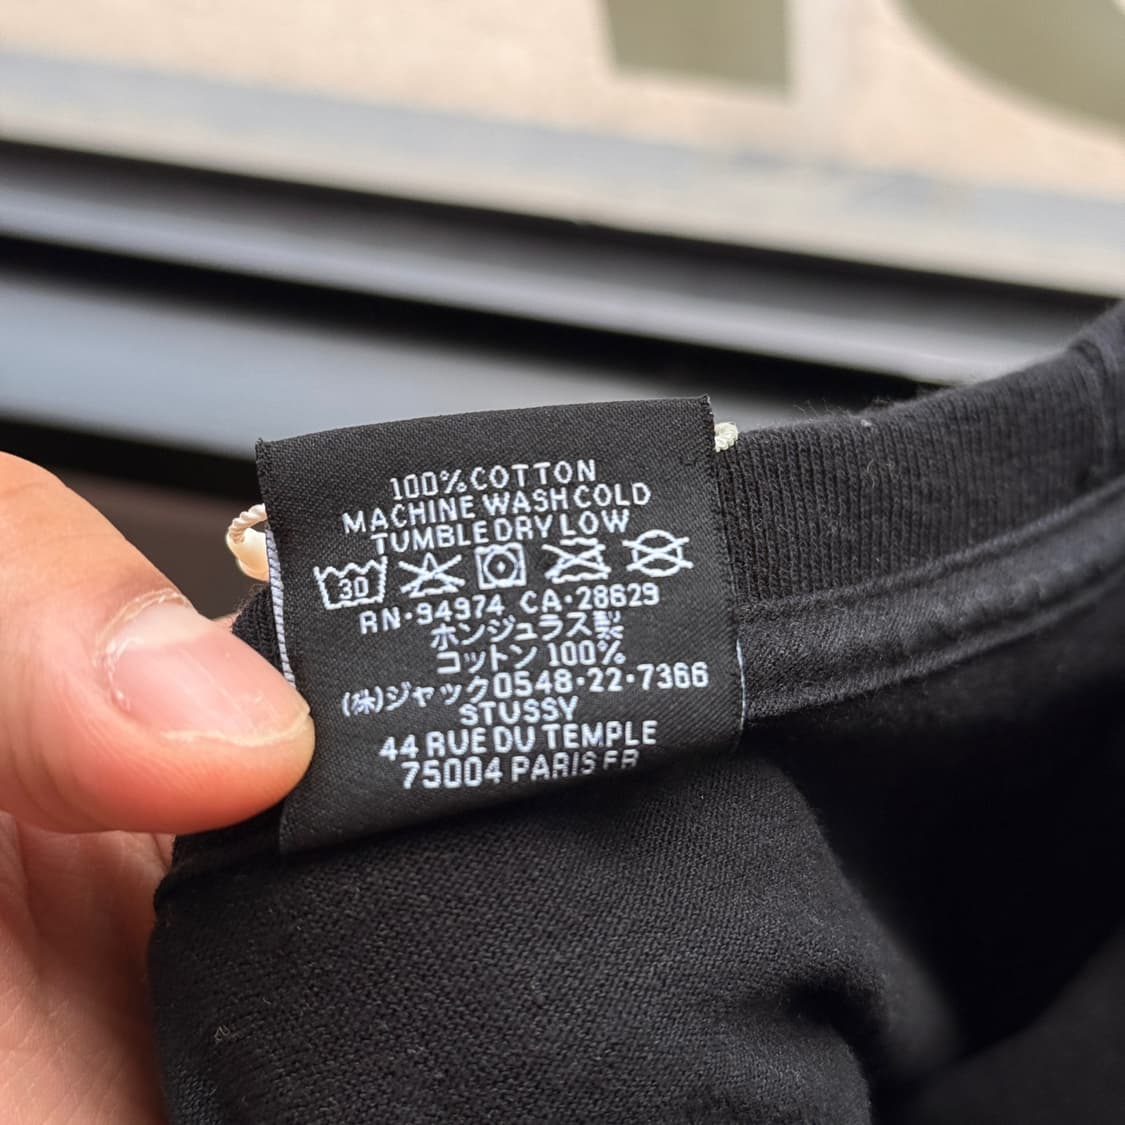 100% COTTON
MACHINE WASH COLD
TUMBLE DRY LOW
30
RN·94974 CA·28629
ホンジュラス製
コットン 100%
(株)ジャック0548·22·7366
STUSSY
44 RUE DU TEMPLE
75004 PARIS FR